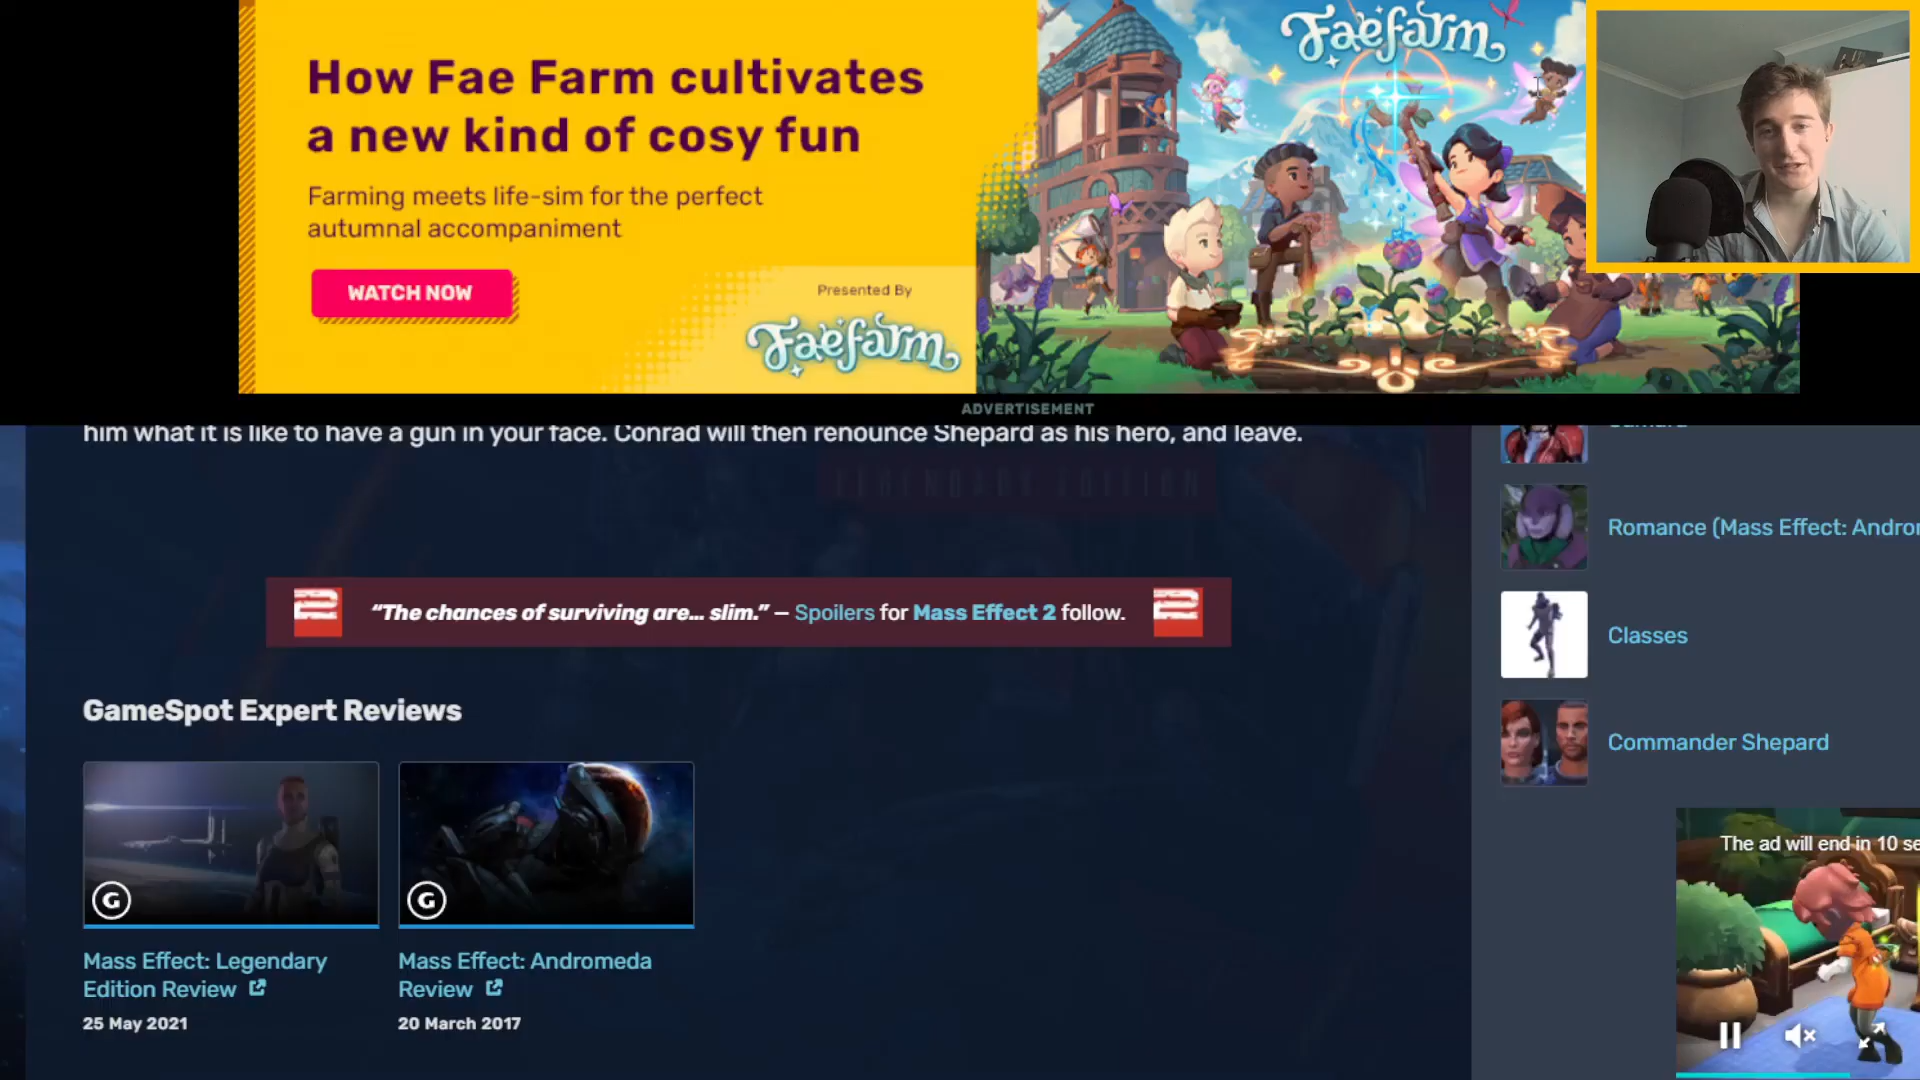 How Fae Farm cultivates
a new kind of cosy fun
Farming meets life-sim for the perfect
autumnal accompaniment
WATCH NOW
Presented By
Faefarm
Faefarm
ADVERTISEMENT
him what it is like to have a gun in your face. Conrad will then renounce Shepard as his hero, and leave.
LEGENDARY EDITION
“The chances of surviving are... slim.” — Spoilers for Mass Effect 2 follow.
GameSpot Expert Reviews
Mass Effect: Legendary
Edition Review
25 May 2021
Mass Effect: Andromeda
Review
20 March 2017
Romance (Mass Effect: Andro
Classes
Commander Shepard
The ad will end in 10 se